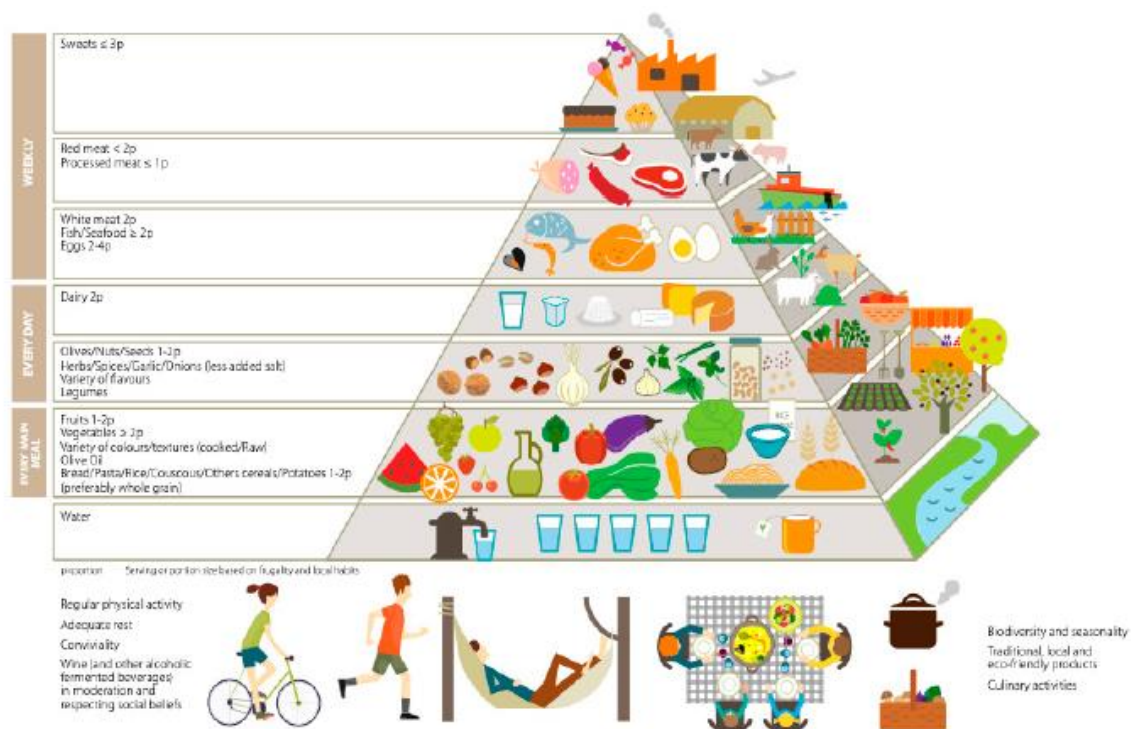 WEEKLY
Sweets ≤ 3p
Red meat < 2p
Processed meat ≤ 1p
White meat 2p
Fish/Seafood ≥ 2p
Eggs 2-4p
EVERY DAY
Dairy 2p
Olives/Nuts/Seeds 1-2p
Herbs/Spices/Garlic/Onions (less added salt)
Variety of flavours
Legumes
EVERY MAIN
MEAL
Fruits 1-2p
Vegetables ≥ 2p
Variety of colours/textures (cooked/Raw)
Olive Oil
Bread/Pasta/Rice/Couscous/Others cereals/Potatoes 1-2p
(preferably whole grain)
Water
Serving or portion size based on frugality and local habits
Regular physical activity
Adequate rest
Conviviality
Wine (and other alcoholic
fermented beverages)
in moderation and
respecting social beliefs
Biodiversity and seasonality
Traditional, local and
eco-friendly products
Culinary activities